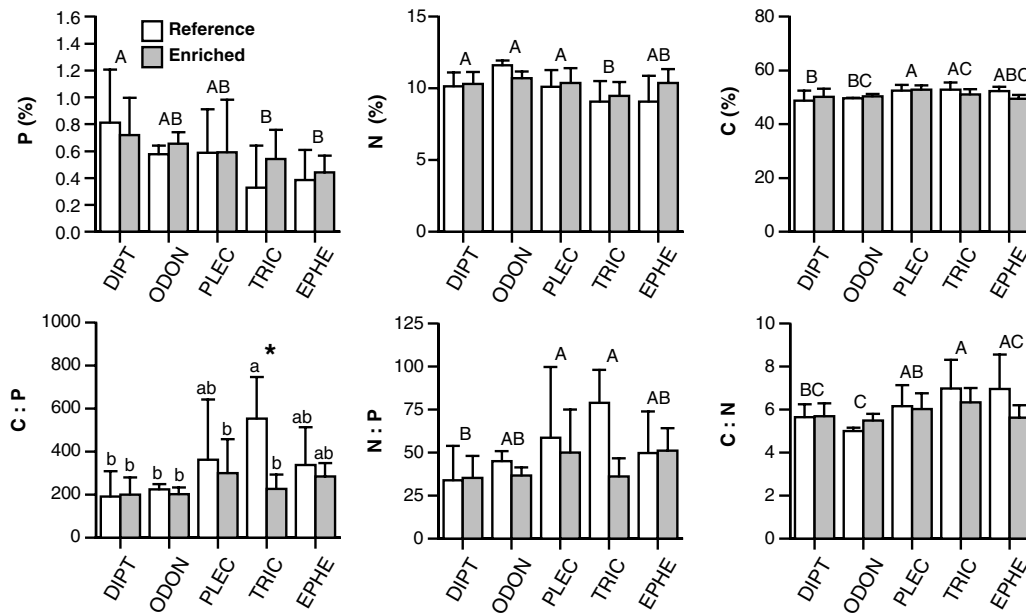 P (%)
1.6
1.4
1.2
1.0
0.8
0.6
0.4
0.2
0.0
Reference
Enriched
A
AB
AB
B
B
DIPT
ODON
PLEC
TRIC
EPHE
N (%)
15
10
5
0
A
A
A
B
AB
DIPT
ODON
PLEC
TRIC
EPHE
C (%)
80
60
40
20
0
B
BC
A
AC
ABC
DIPT
ODON
PLEC
TRIC
EPHE
C : P
1000
800
600
400
200
0
b b
b b
ab b
a * b
ab ab
DIPT
ODON
PLEC
TRIC
EPHE
N : P
125
100
75
50
25
0
B
AB
A
A
AB
DIPT
ODON
PLEC
TRIC
EPHE
C : N
10
8
6
4
2
0
BC
C
AB
A
AC
DIPT
ODON
PLEC
TRIC
EPHE